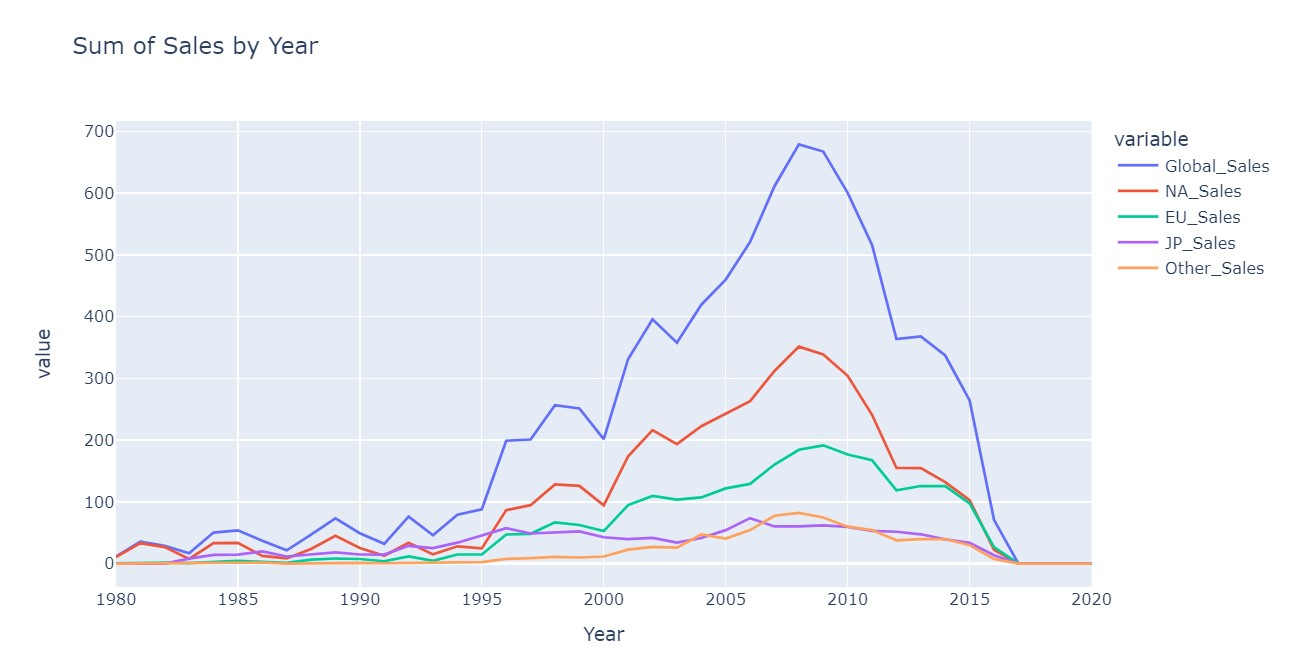 Sum of Sales by Year
700
600
500
400
300
200
100
0
value
1980 1985 1990 1995 2000 2005 2010 2015 2020
Year
variable
Global_Sales
NA_Sales
EU_Sales
JP_Sales
Other_Sales